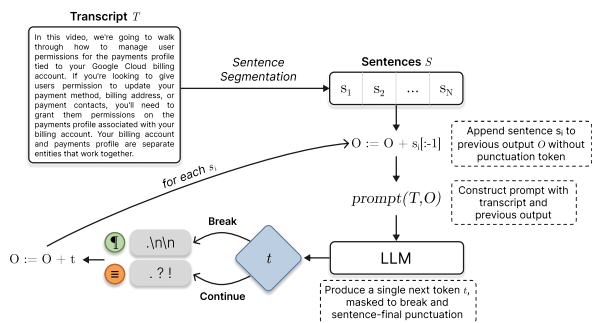 Transcript T
In this video, we're going to walk
through how to manage user
permissions for the payments profile
tied to your Google Cloud billing
account. If you're looking to give
users permission to update your
payment method, billing address, or
payment contacts, you'll need to
grant them permissions on the
payments profile associated with your
billing account. Your billing account
and payments profile are separate
entities that work together.
Sentence
Segmentation
Sentences S
s1 s2 ... sN
O := O + si[:-1]
Append sentence si to
previous output O without
punctuation token
for each si
prompt(T,O)
Construct prompt with
transcript and
previous output
LLM
Produce a single next token t,
masked to break and
sentence-final punctuation
t
Break
¶ .\n\n
≡ . ? !
Continue
O := O + t